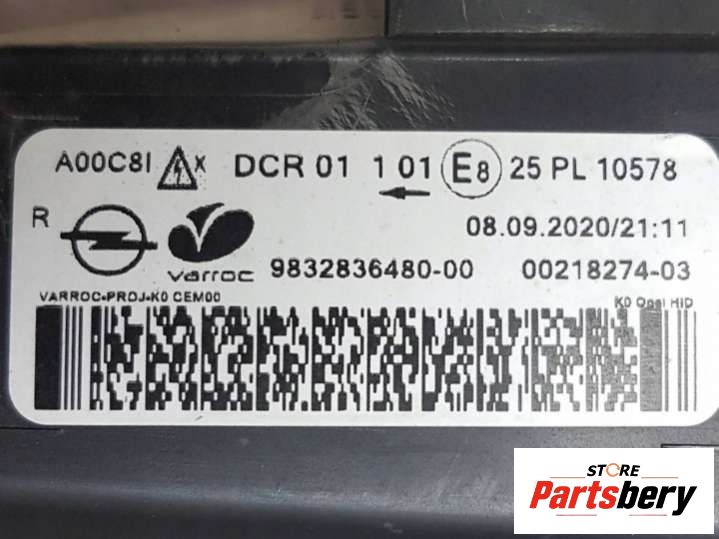 A00C8I X DCR 01 1 01 E8 25 PL 10578
R 08.09.2020/21:11
varroc 9832836480-00 00218274-03
VARROC-PROJ-K0 CEM00 K0 Opel HID
STORE
Partsbery